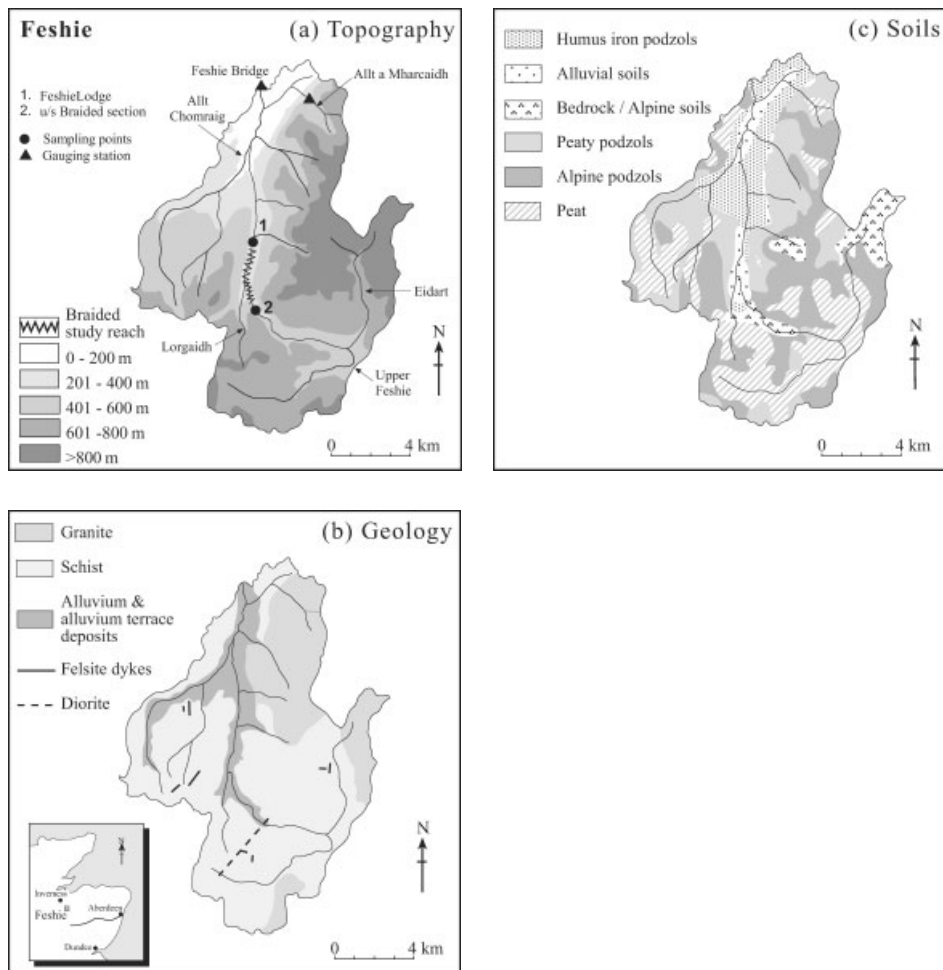 Feshie
(a) Topography
Feshie Bridge
Allt a Mharcaidh
1. FeshieLodge
2. u/s Braided section
Allt
Chomraig
Sampling points
Gauging station
1
2
Eidart
Lorgaidh
N
Upper
Feshie
Braided
study reach
0 - 200 m
201 - 400 m
401 - 600 m
601 -800 m
>800 m
0 4 km
(c) Soils
Humus iron podzols
Alluvial soils
Bedrock / Alpine soils
Peaty podzols
Alpine podzols
Peat
N
0 4 km
(b) Geology
Granite
Schist
Alluvium &
alluvium terrace
deposits
Felsite dykes
Diorite
N
Inverness
Feshie
Aberdeen
Dundee
N
0 4 km